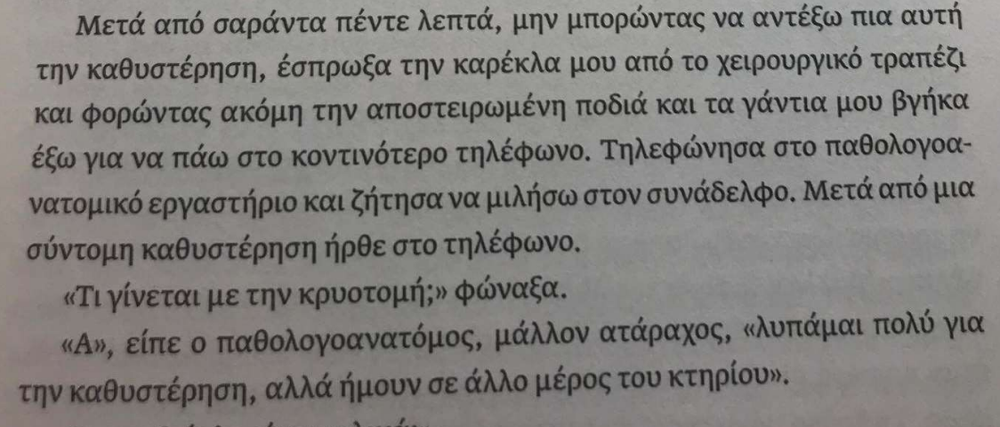 Μετά από σαράντα πέντε λεπτά, μην μπορώντας να αντέξω πια αυτή
την καθυστέρηση, έσπρωξα την καρέκλα μου από το χειρουργικό τραπέζι
και φορώντας ακόμη την αποστειρωμένη ποδιά και τα γάντια μου βγήκα
έξω για να πάω στο κοντινότερο τηλέφωνο. Τηλεφώνησα στο παθολογοα-
νατομικό εργαστήριο και ζήτησα να μιλήσω στον συνάδελφο. Μετά από μια
σύντομη καθυστέρηση ήρθε στο τηλέφωνο.
«Τι γίνεται με την κρυοτομή;» φώναξα.
«Α», είπε ο παθολογοανατόμος, μάλλον ατάραχος, «λυπάμαι πολύ για
την καθυστέρηση, αλλά ήμουν σε άλλο μέρος του κτηρίου».